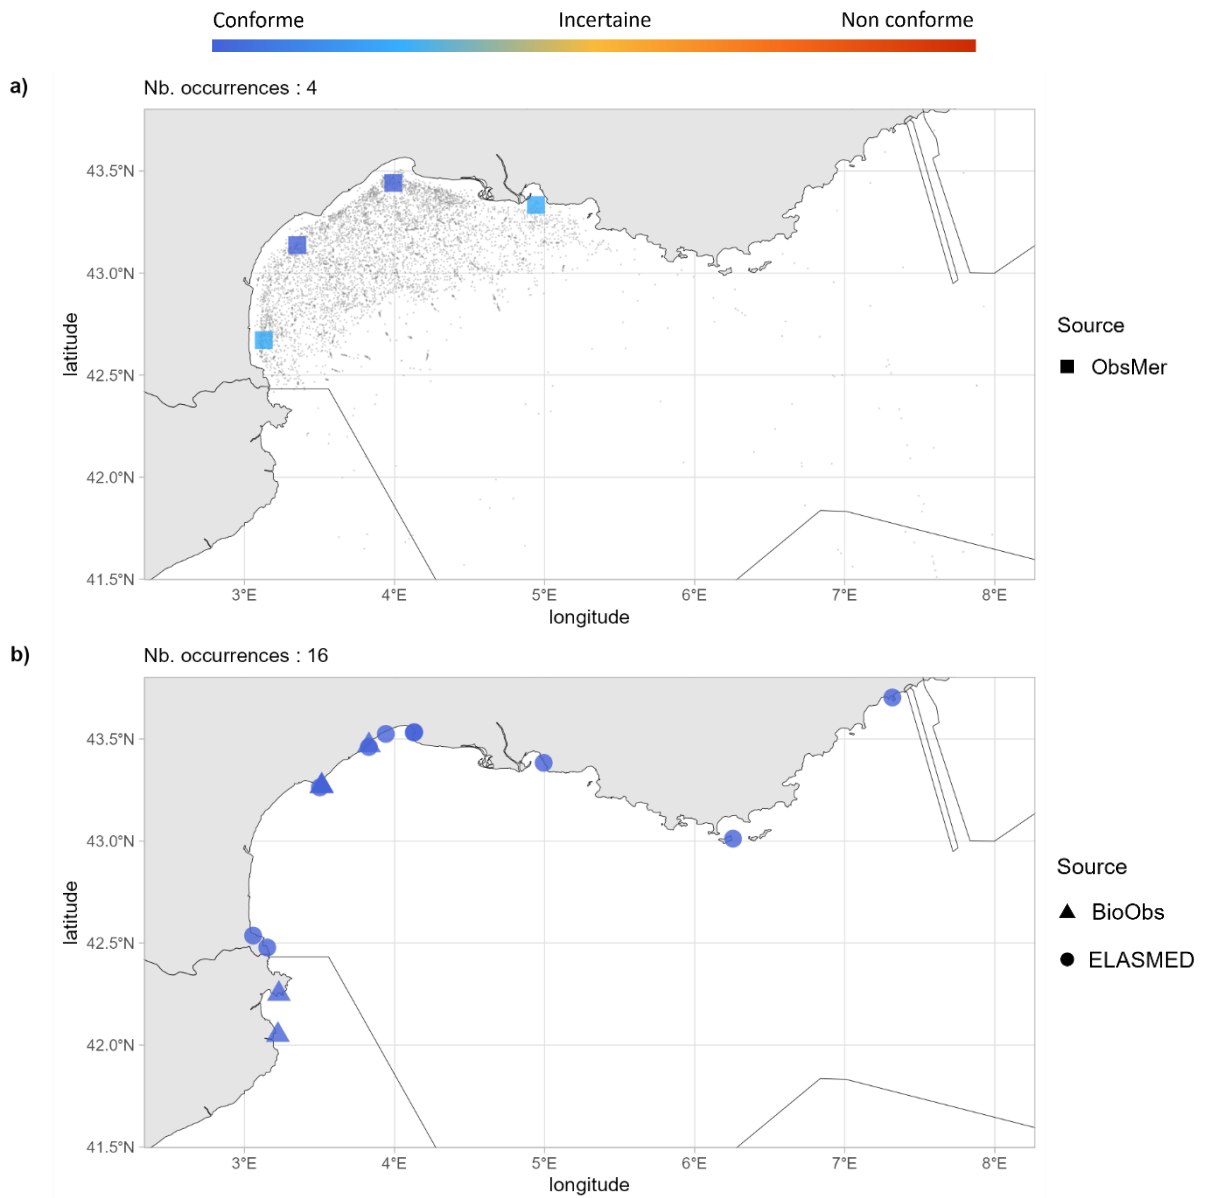 Conforme Incertaine Non conforme
a)
Nb. occurrences : 4
43.5°N
43.0°N
42.5°N
42.0°N
41.5°N
latitude
3°E 4°E 5°E 6°E 7°E 8°E
longitude
Source
ObsMer
b)
Nb. occurrences : 16
43.5°N
43.0°N
42.5°N
42.0°N
41.5°N
latitude
3°E 4°E 5°E 6°E 7°E 8°E
longitude
Source
BioObs
ELASMED